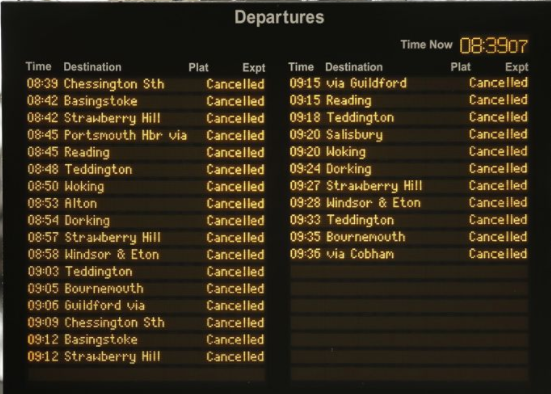 Departures
Time Now 08:3907
Time Destination Plat Expt
08:39 Chessington Sth Cancelled
08:42 Basingstoke Cancelled
08:42 Strawberry Hill Cancelled
08:45 Portsmouth Hbr via Cancelled
08:45 Reading Cancelled
08:48 Teddington Cancelled
08:50 Woking Cancelled
08:53 Alton Cancelled
08:54 Dorking Cancelled
08:57 Strawberry Hill Cancelled
08:58 Windsor & Eton Cancelled
09:03 Teddington Cancelled
09:05 Bournemouth Cancelled
09:06 Guildford via Cancelled
09:09 Chessington Sth Cancelled
09:12 Basingstoke Cancelled
09:12 Strawberry Hill Cancelled
Time Destination Plat Expt
09:15 via Guildford Cancelled
09:15 Reading Cancelled
09:18 Teddington Cancelled
09:20 Salisbury Cancelled
09:20 Woking Cancelled
09:24 Dorking Cancelled
09:27 Strawberry Hill Cancelled
09:28 Windsor & Eton Cancelled
09:33 Teddington Cancelled
09:35 Bournemouth Cancelled
09:36 via Cobham Cancelled